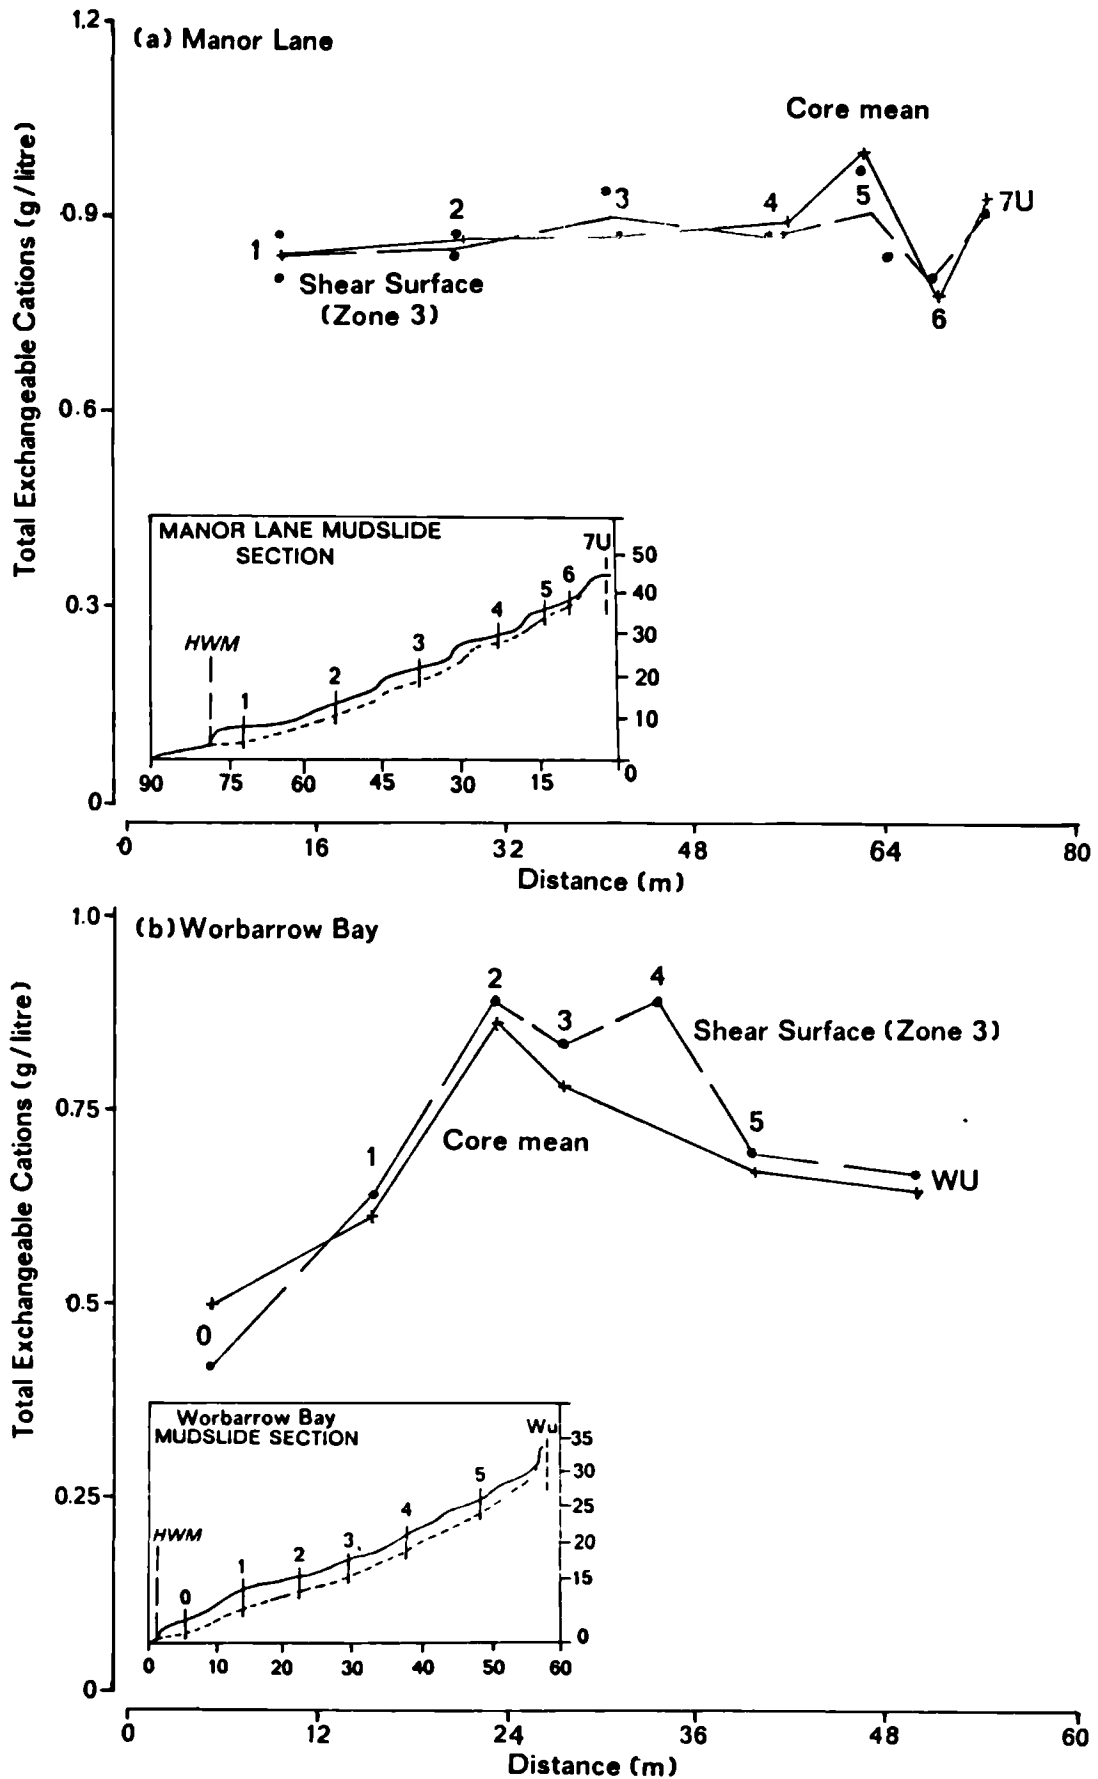 1.2
(a) Manor Lane
Core mean
Total Exchangeable Cations (g/litre)
0.9
0.6
0.3
0
1
2
3
4
5
6
7U
Shear Surface
(Zone 3)
MANOR LANE MUDSLIDE
SECTION
HWM
1
2
3
4
5
6
7U
50
40
30
20
10
0
90 75 60 45 30 15
0 16 32 48 64 80
Distance (m)
1.0
(b) Worbarrow Bay
Total Exchangeable Cations (g/litre)
0.75
0.5
0.25
0
0
1
2
3
4
5
WU
Shear Surface (Zone 3)
Core mean
Worbarrow Bay
MUDSLIDE SECTION
HWM
0
1
2
3
4
5
Wu
35
30
25
20
15
0
0 10 20 30 40 50 60
0 12 24 36 48 60
Distance (m)